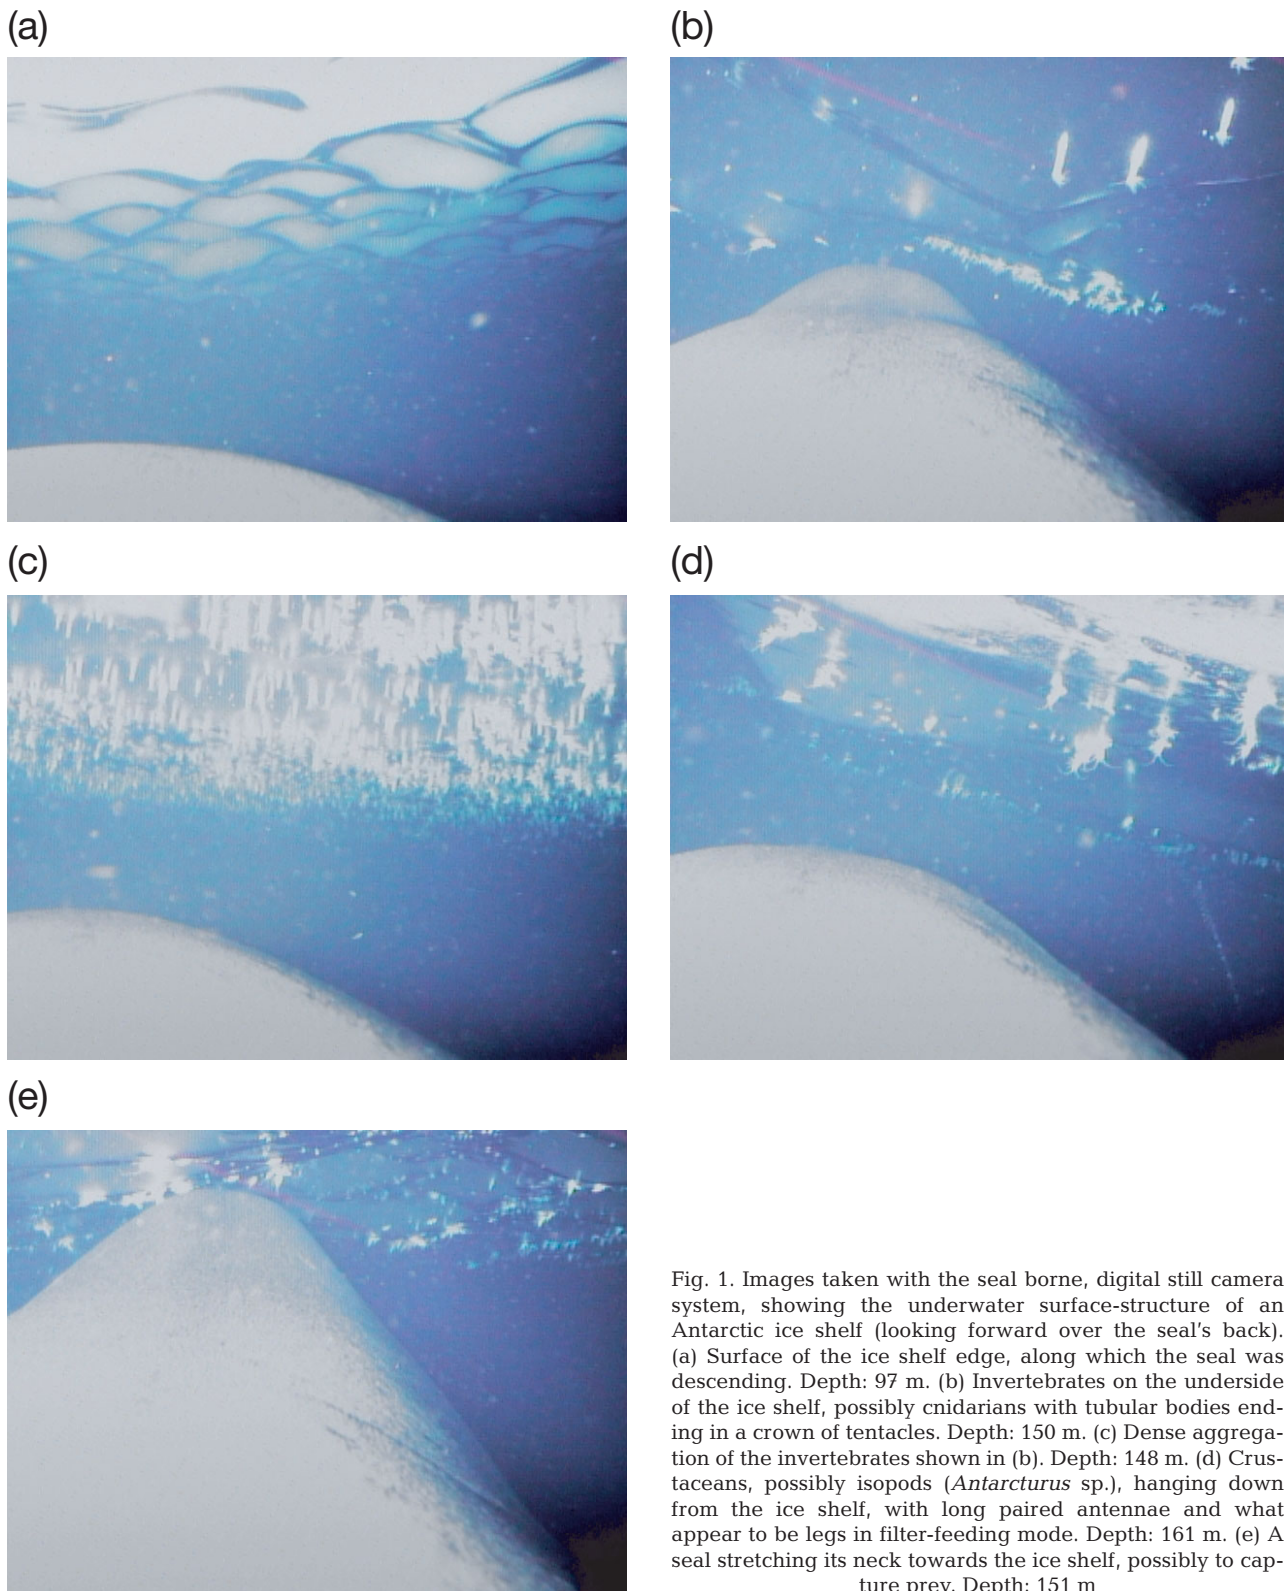 (a)
(b)
(c)
(d)
(e)
Fig. 1. Images taken with the seal borne, digital still camera
system, showing the underwater surface-structure of an
Antarctic ice shelf (looking forward over the seal's back).
(a) Surface of the ice shelf edge, along which the seal was
descending. Depth: 97 m. (b) Invertebrates on the underside
of the ice shelf, possibly cnidarians with tubular bodies end-
ing in a crown of tentacles. Depth: 150 m. (c) Dense aggrega-
tion of the invertebrates shown in (b). Depth: 148 m. (d) Crus-
taceans, possibly isopods (Antarcturus sp.), hanging down
from the ice shelf, with long paired antennae and what
appear to be legs in filter-feeding mode. Depth: 161 m. (e) A
seal stretching its neck towards the ice shelf, possibly to cap-
ture prey. Depth: 151 m